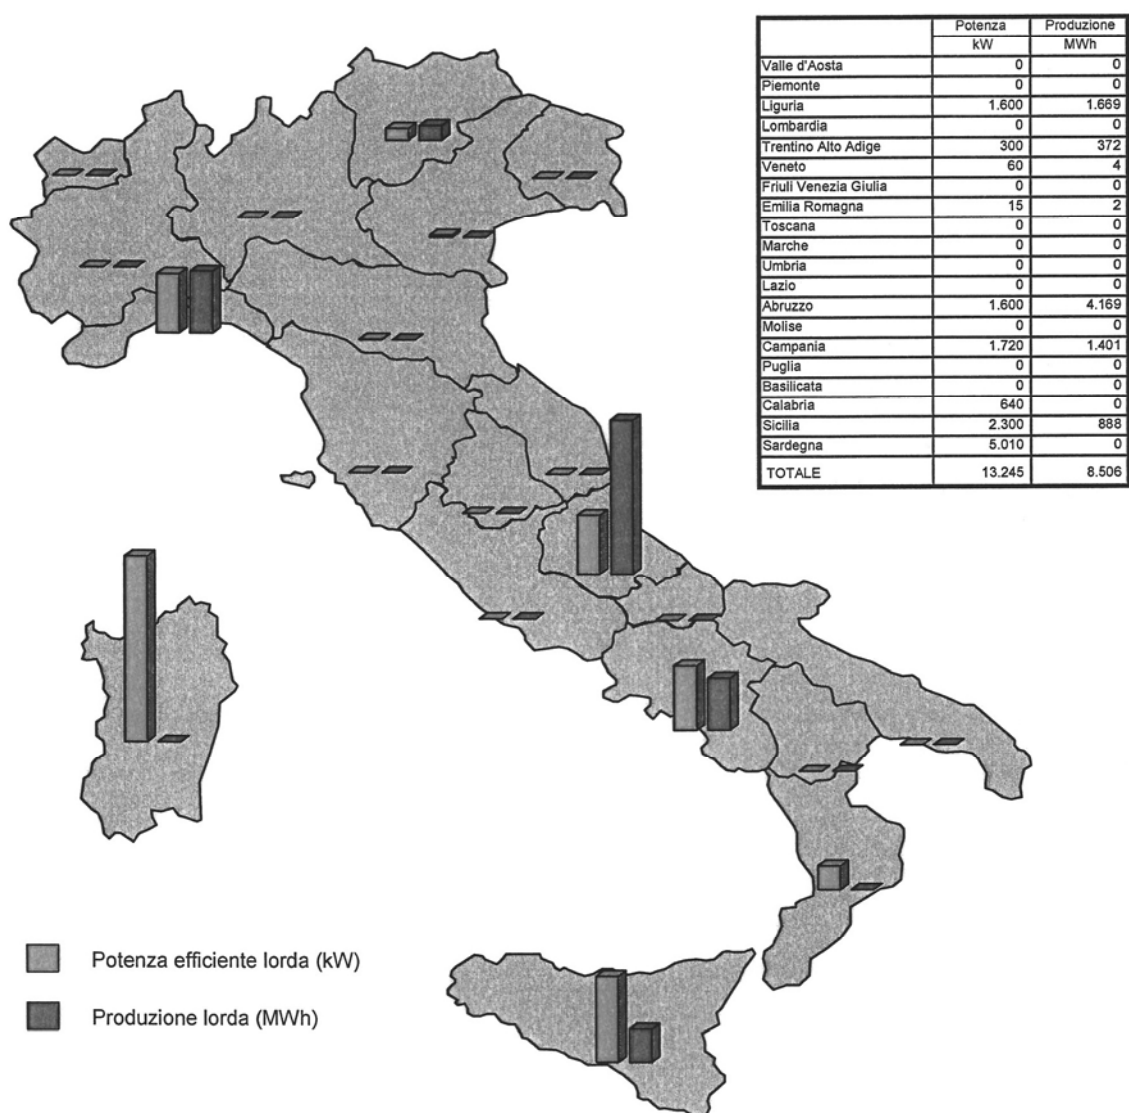 Potenza Produzione
kW MWh
Valle d'Aosta 0 0
Piemonte 0 0
Liguria 1.600 1.669
Lombardia 0 0
Trentino Alto Adige 300 372
Veneto 60 4
Friuli Venezia Giulia 0 0
Emilia Romagna 15 2
Toscana 0 0
Marche 0 0
Umbria 0 0
Lazio 0 0
Abruzzo 1.600 4.169
Molise 0 0
Campania 1.720 1.401
Puglia 0 0
Basilicata 0 0
Calabria 640 0
Sicilia 2.300 888
Sardegna 5.010 0
TOTALE 13.245 8.506
Potenza efficiente lorda (kW)
Produzione lorda (MWh)